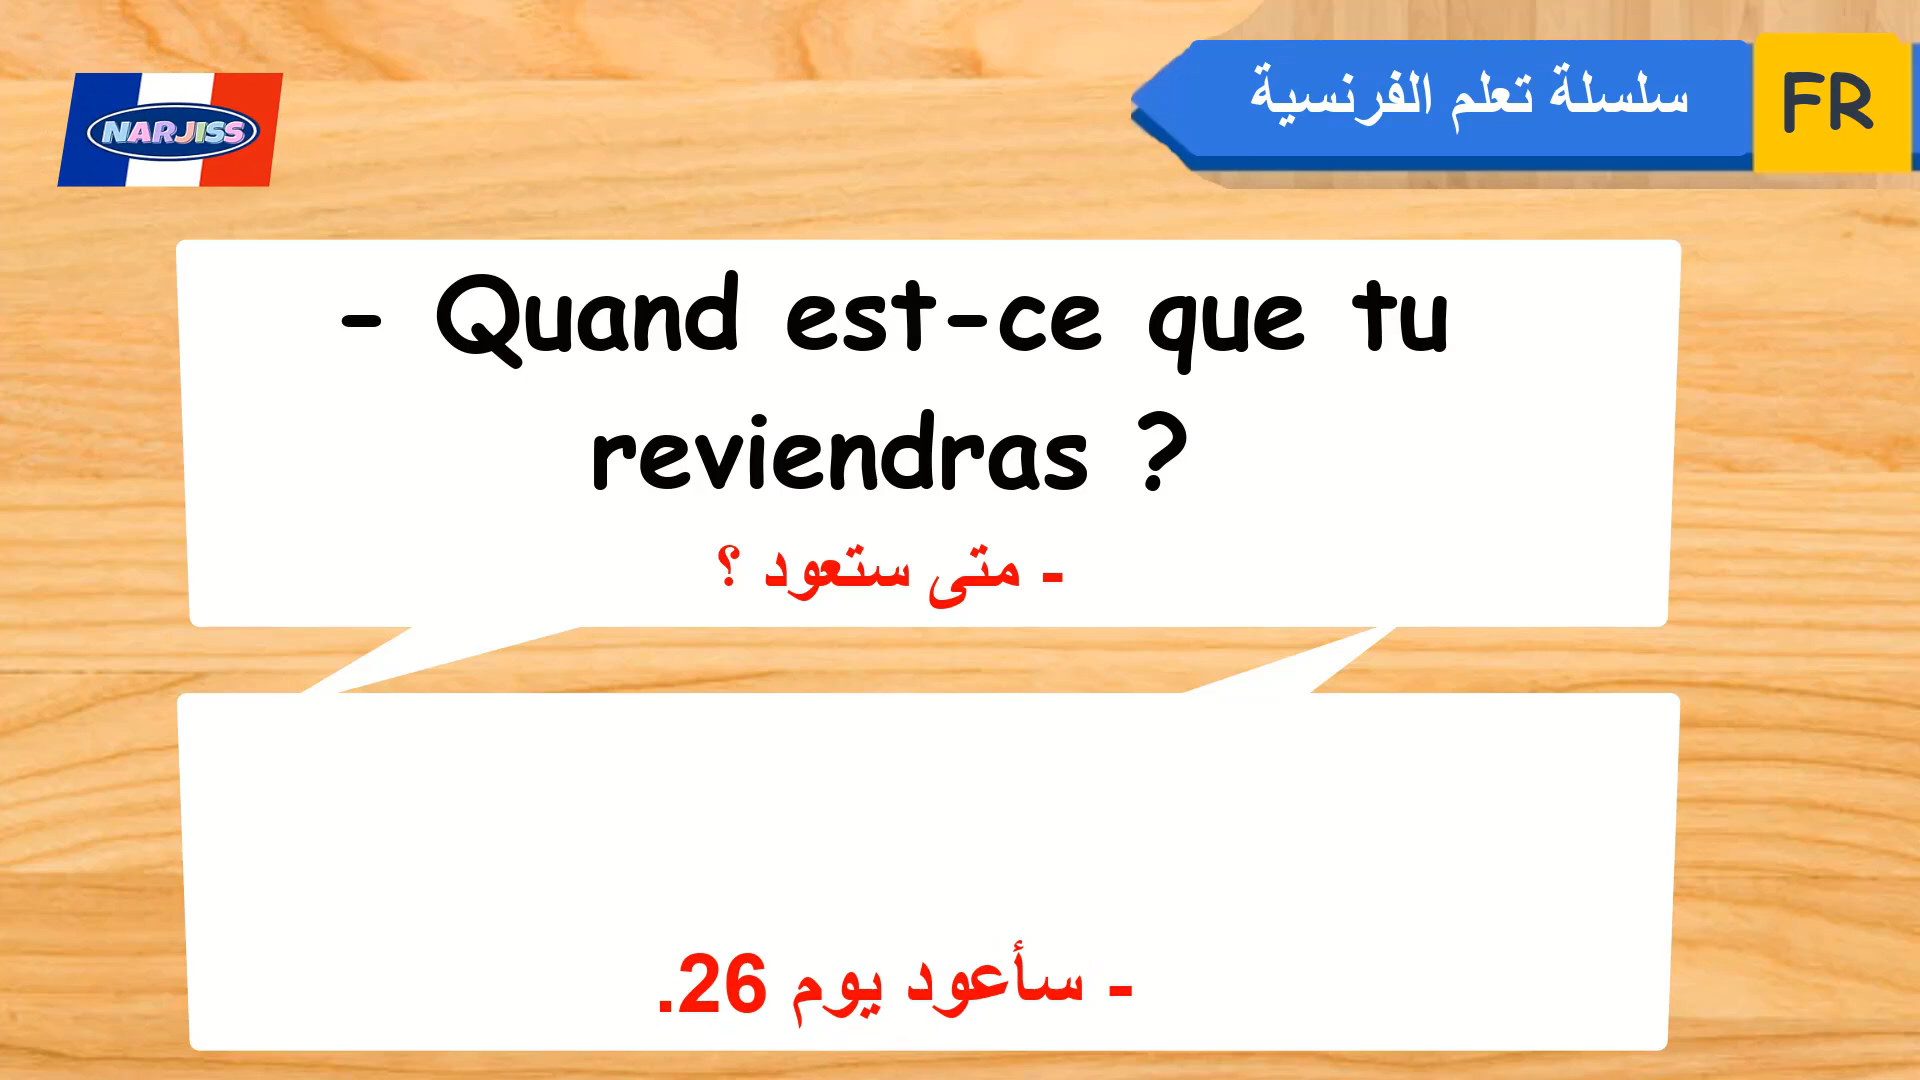 NARJISS
سلسلة تعلم الفرنسية
FR
- Quand est-ce que tu
reviendras ?
- متى ستعود ؟
- سأعود يوم 26.